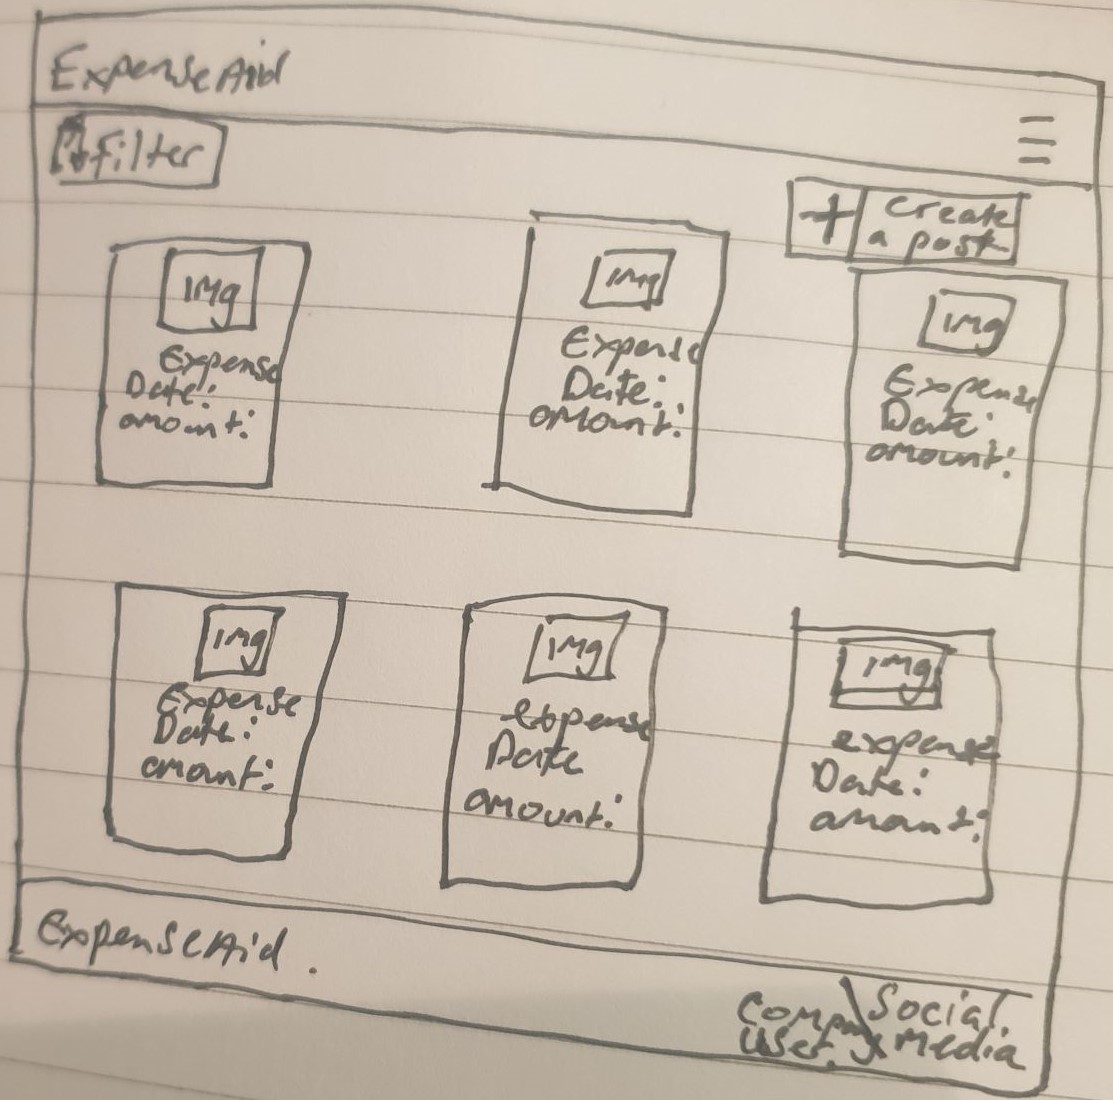 ExpenseAid
Filter
+ Create
a post
img
Expense
Date:
amount:
img
Expense
Date:
amount:
img
Expense
Date:
amount:
img
Expense
Date:
amount:
img
expense
Date
amount:
img
expense
Date:
amount:
ExpenseAid.
Social
Media
User